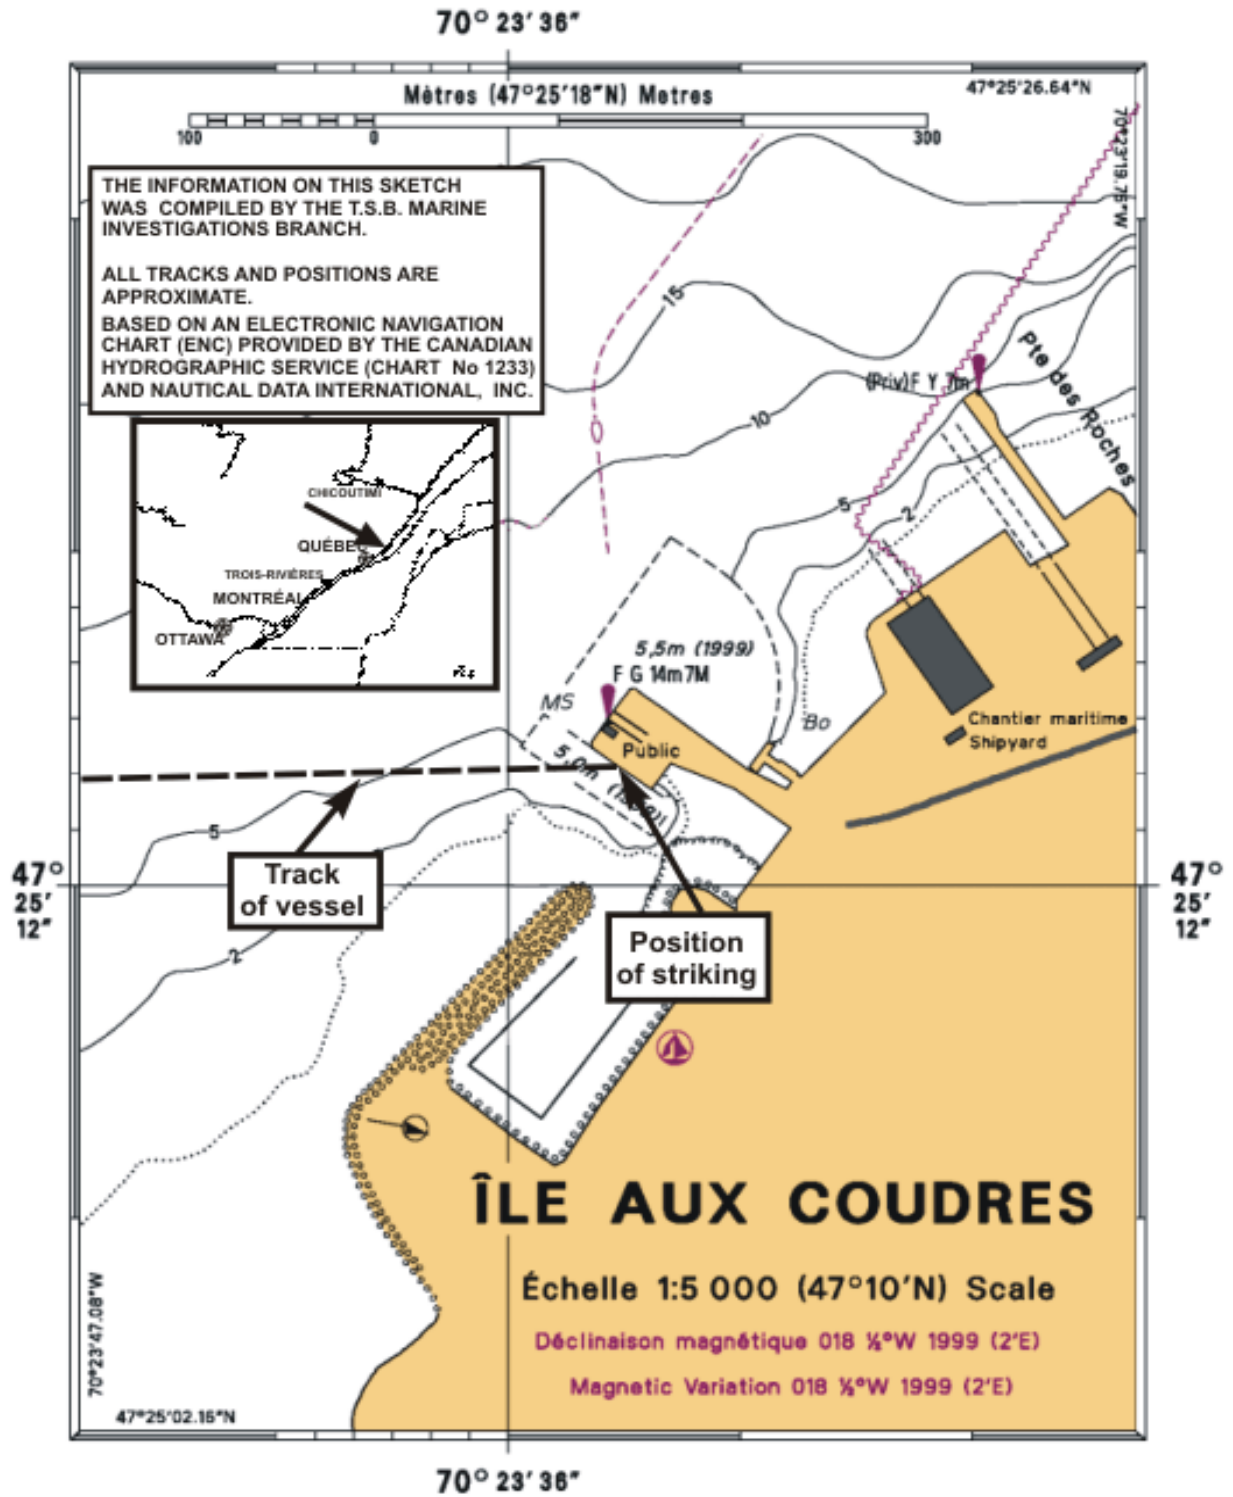 70° 23' 36"
Mètres (47°25'18"N) Metres
47°25'26.64"N
100
0
300
70°23'19.75"W
THE INFORMATION ON THIS SKETCH
WAS COMPILED BY THE T.S.B. MARINE
INVESTIGATIONS BRANCH.
ALL TRACKS AND POSITIONS ARE
APPROXIMATE.
BASED ON AN ELECTRONIC NAVIGATION
CHART (ENC) PROVIDED BY THE CANADIAN
HYDROGRAPHIC SERVICE (CHART No 1233)
AND NAUTICAL DATA INTERNATIONAL, INC.
15
(Priv) F Y 7m
Pte des Roches
10
5
2
CHICOUTIMI
QUÉBEC
TROIS-RIVIÈRES
MONTRÉAL
OTTAWA
5,5m (1999)
F G 14m 7M
MS
Bo
Public
Chantier maritime
Shipyard
5,0m
5
Track
of vessel
47°
25'
12"
47°
25'
12"
Position
of striking
2
ÎLE AUX COUDRES
Échelle 1:5 000 (47°10'N) Scale
Déclinaison magnétique 018 ½°W 1999 (2'E)
Magnetic Variation 018 ½°W 1999 (2'E)
70°23'47.08"W
47°25'02.16"N
70° 23' 36"